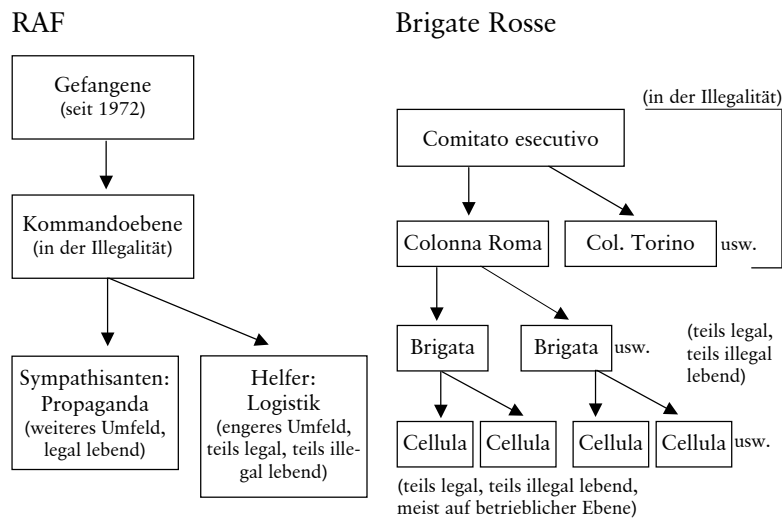 RAF
Gefangene
(seit 1972)
Kommandoebene
(in der Illegalität)
Sympathisanten:
Propaganda
(weiteres Umfeld,
legal lebend)
Helfer:
Logistik
(engeres Umfeld,
teils legal, teils ille-
gal lebend)
Brigate Rosse
(in der Illegalität)
Comitato esecutivo
Colonna Roma
Col. Torino
usw.
Brigata
Brigata
usw.
(teils legal,
teils illegal
lebend)
Cellula
Cellula
Cellula
Cellula
usw.
(teils legal, teils illegal lebend,
meist auf betrieblicher Ebene)